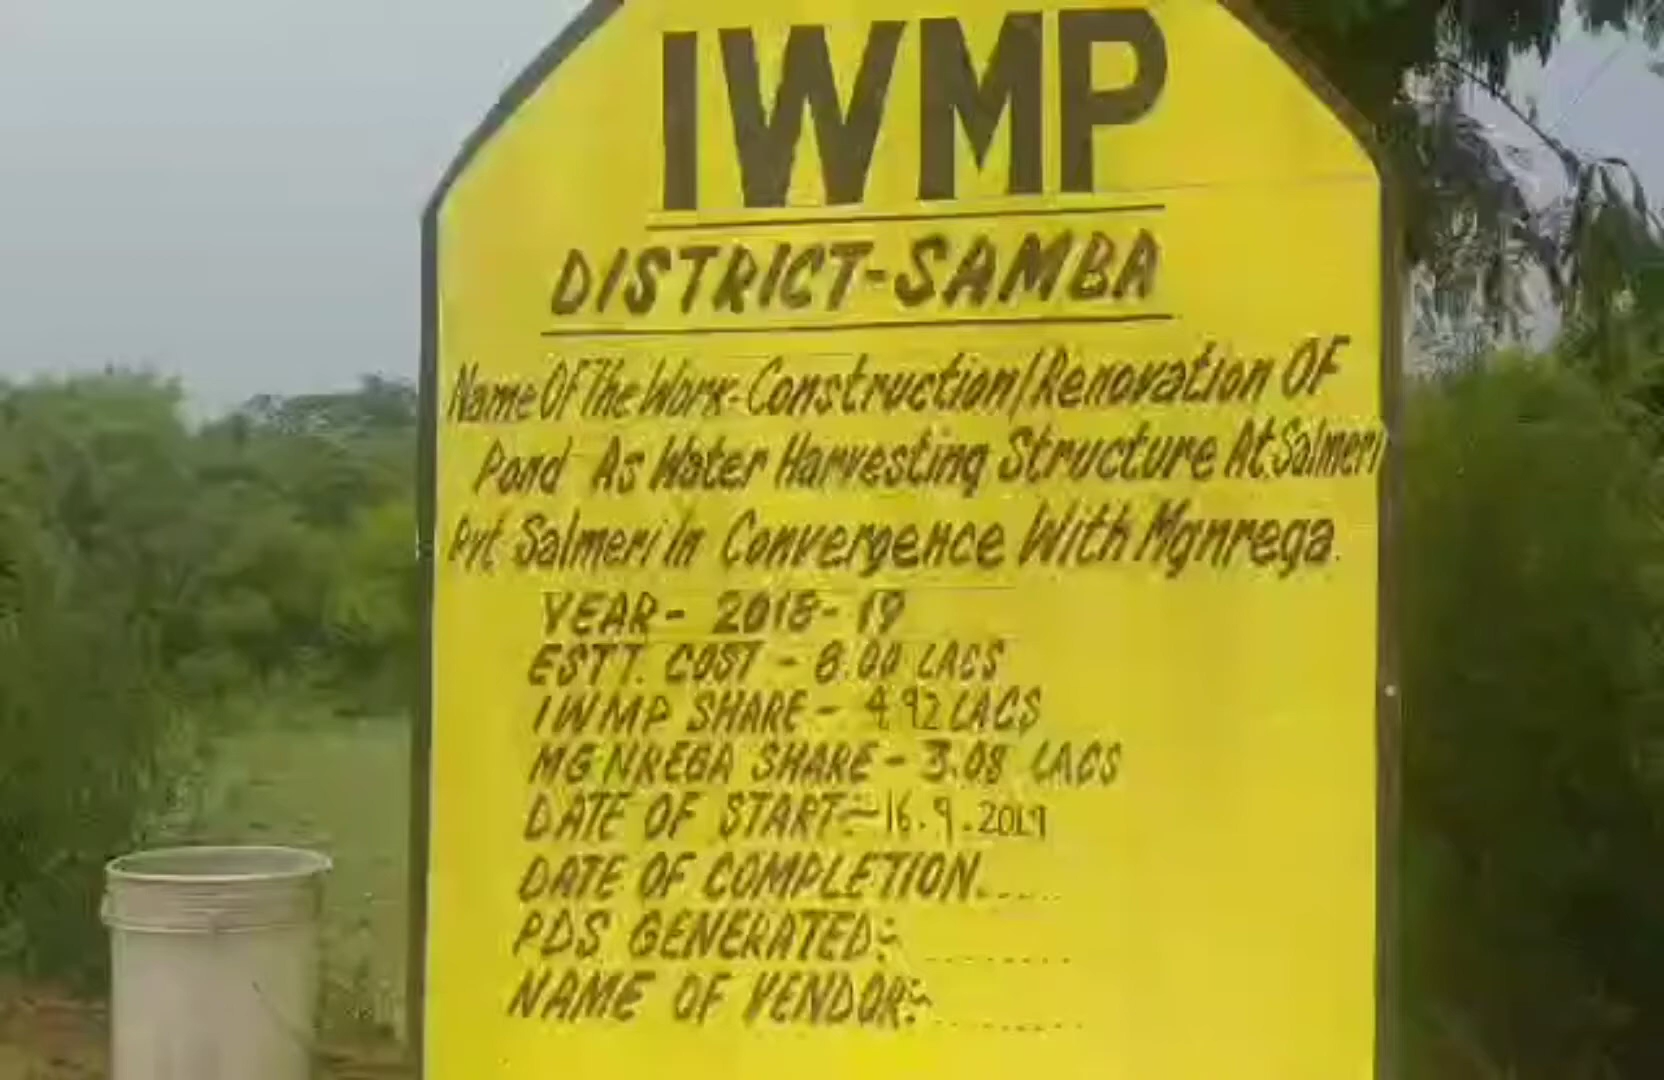 IWMP
DISTRICT-SAMBA
Name Of The Work-Construction/Renovation OF
Pond As Water Harvesting Structure At Salmeri
Pyt. Salmeri In Convergence With Mgnrega.
YEAR- 2018-19
ESTT. COST - 8.00 LACS
IWMP SHARE - 4.92 LACS
MGNREGA SHARE - 3.08 LACS
DATE OF START:- 16.9.2019
DATE OF COMPLETION.....
PDS GENERATED:- ..........
NAME OF VENDOR:- ..........